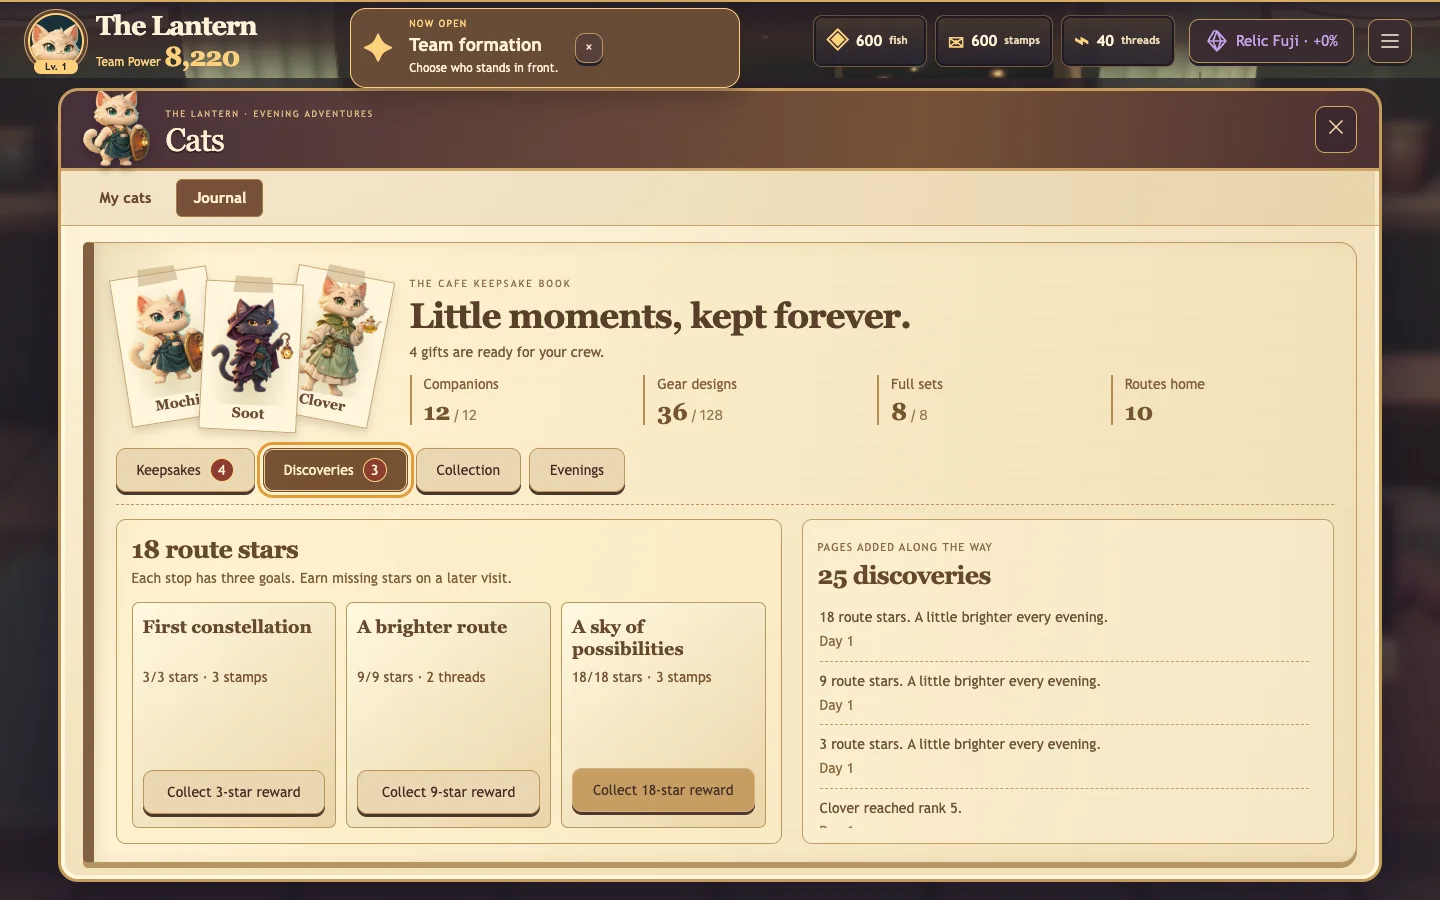 The Lantern
Lv. 1
Team Power 8,220
NOW OPEN
Team formation
Choose who stands in front.
×
600 fish
600 stamps
40 threads
Relic Fuji · +0%
THE LANTERN · EVENING ADVENTURES
Cats
My cats
Journal
Mochi
Soot
Clover
THE CAFE KEEPSAKE BOOK
Little moments, kept forever.
4 gifts are ready for your crew.
Companions
12 / 12
Gear designs
36 / 128
Full sets
8 / 8
Routes home
10
Keepsakes 4
Discoveries 3
Collection
Evenings
18 route stars
Each stop has three goals. Earn missing stars on a later visit.
First constellation
3/3 stars · 3 stamps
Collect 3-star reward
A brighter route
9/9 stars · 2 threads
Collect 9-star reward
A sky of
possibilities
18/18 stars · 3 stamps
Collect 18-star reward
PAGES ADDED ALONG THE WAY
25 discoveries
18 route stars. A little brighter every evening.
Day 1
9 route stars. A little brighter every evening.
Day 1
3 route stars. A little brighter every evening.
Day 1
Clover reached rank 5.